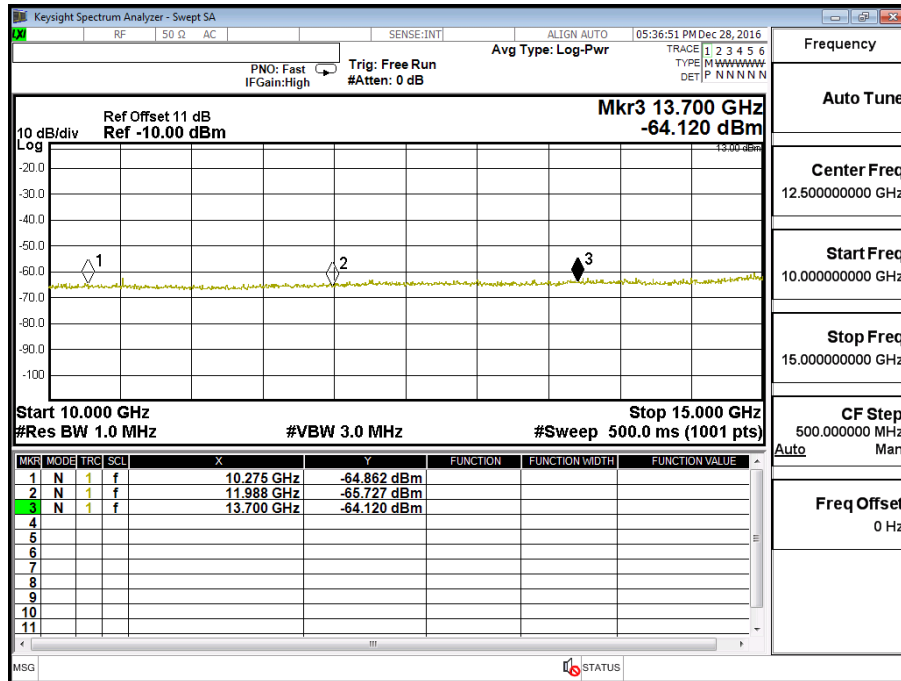 Keysight Spectrum Analyzer - Swept SA
LXI RF 50 Ω AC SENSE:INT ALIGN AUTO 05:36:51 PM Dec 28, 2016
Frequency
PNO: Fast
IFGain:High
Trig: Free Run
#Atten: 0 dB
Avg Type: Log-Pwr
TRACE 1 2 3 4 5 6
TYPE M W W W W W
DET P N N N N N
Auto Tune
Ref Offset 11 dB
10 dB/div Ref -10.00 dBm
Log
Mkr3 13.700 GHz
-64.120 dBm
13.00 dBm
-20.0
-30.0
-40.0
-50.0
-60.0
-70.0
-80.0
-90.0
-100
1
2
3
Center Freq
12.500000000 GHz
Start Freq
10.000000000 GHz
Stop Freq
15.000000000 GHz
Start 10.000 GHz Stop 15.000 GHz
#Res BW 1.0 MHz #VBW 3.0 MHz #Sweep 500.0 ms (1001 pts)
CF Step
500.000000 MHz
Auto Man
MKR MODE TRC SCL X Y FUNCTION FUNCTION WIDTH FUNCTION VALUE
1 N 1 f 10.275 GHz -64.862 dBm
2 N 1 f 11.988 GHz -65.727 dBm
3 N 1 f 13.700 GHz -64.120 dBm
4
5
6
7
8
9
10
11
Freq Offset
0 Hz
MSG STATUS